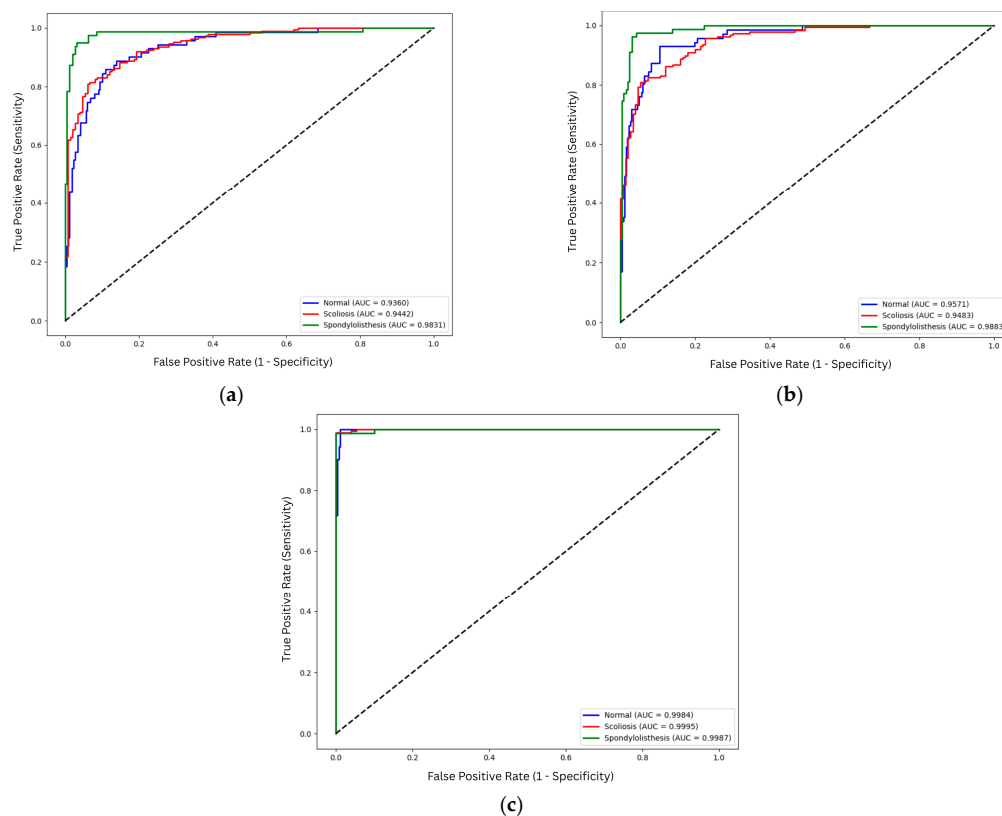 1.0
0.8
0.6
0.4
0.2
0.0
True Positive Rate (Sensitivity)
Normal (AUC = 0.9360)
Scoliosis (AUC = 0.9442)
Spondylolisthesis (AUC = 0.9831)
0.0 0.2 0.4 0.6 0.8 1.0
False Positive Rate (1 - Specificity)
(a)
1.0
0.8
0.6
0.4
0.2
0.0
True Positive Rate (Sensitivity)
Normal (AUC = 0.9571)
Scoliosis (AUC = 0.9483)
Spondylolisthesis (AUC = 0.9883)
0.0 0.2 0.4 0.6 0.8 1.0
False Positive Rate (1 - Specificity)
(b)
1.0
0.8
0.6
0.4
0.2
0.0
True Positive Rate (Sensitivity)
Normal (AUC = 0.9984)
Scoliosis (AUC = 0.9995)
Spondylolisthesis (AUC = 0.9987)
0.0 0.2 0.4 0.6 0.8 1.0
False Positive Rate (1 - Specificity)
(c)